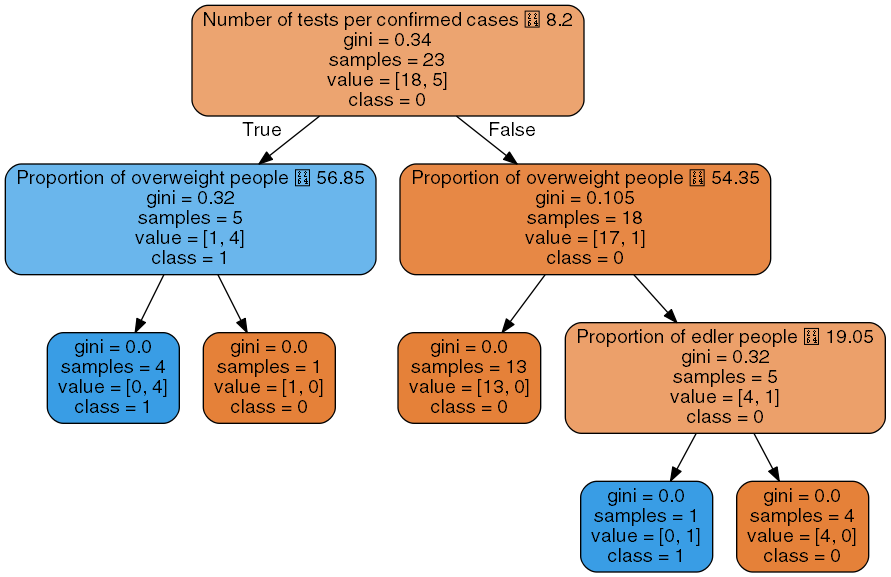 Number of tests per confirmed cases ≤ 8.2
gini = 0.34
samples = 23
value = [18, 5]
class = 0
True
False
Proportion of overweight people ≤ 56.85
gini = 0.32
samples = 5
value = [1, 4]
class = 1
Proportion of overweight people ≤ 54.35
gini = 0.105
samples = 18
value = [17, 1]
class = 0
gini = 0.0
samples = 4
value = [0, 4]
class = 1
gini = 0.0
samples = 1
value = [1, 0]
class = 0
gini = 0.0
samples = 13
value = [13, 0]
class = 0
Proportion of edler people ≤ 19.05
gini = 0.32
samples = 5
value = [4, 1]
class = 0
gini = 0.0
samples = 1
value = [0, 1]
class = 1
gini = 0.0
samples = 4
value = [4, 0]
class = 0